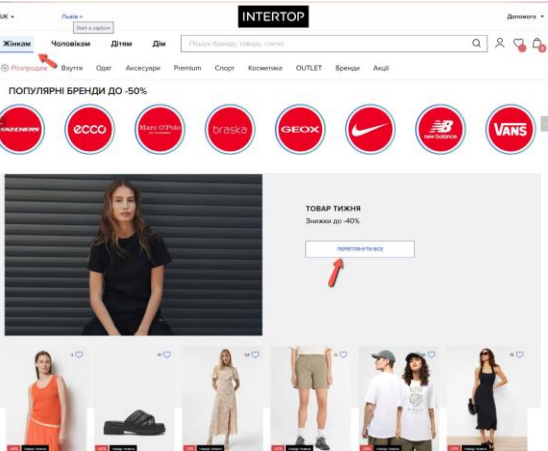 UK
Львів
INTERTOP
Допомога
Start a capture
Жінкам Чоловікам Дітям Дім Пошук бренду, товару, стилю
Розпродаж Взуття Одяг Аксесуари Premium Спорт Косметика OUTLET Бренди Акції
ПОПУЛЯРНІ БРЕНДИ ДО -50%
SKECHERS ecco Marc O'Polo braska GEOX new balance VANS
ТОВАР ТИЖНЯ
Знижки до -40%
ПЕРЕГЛЯНУТИ ВСЕ